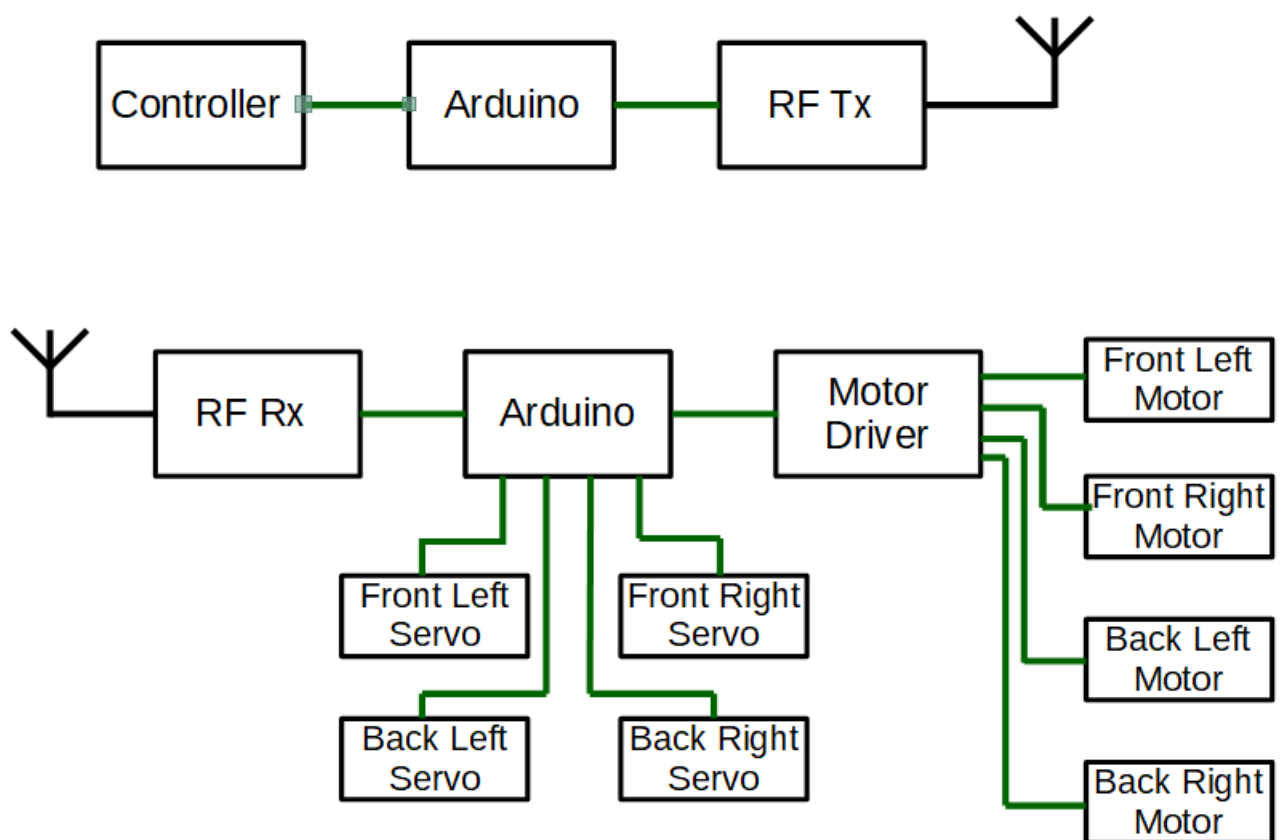 Controller
Arduino
RF Tx
RF Rx
Arduino
Motor
Driver
Front Left
Motor
Front Right
Motor
Back Left
Motor
Back Right
Motor
Front Left
Servo
Front Right
Servo
Back Left
Servo
Back Right
Servo